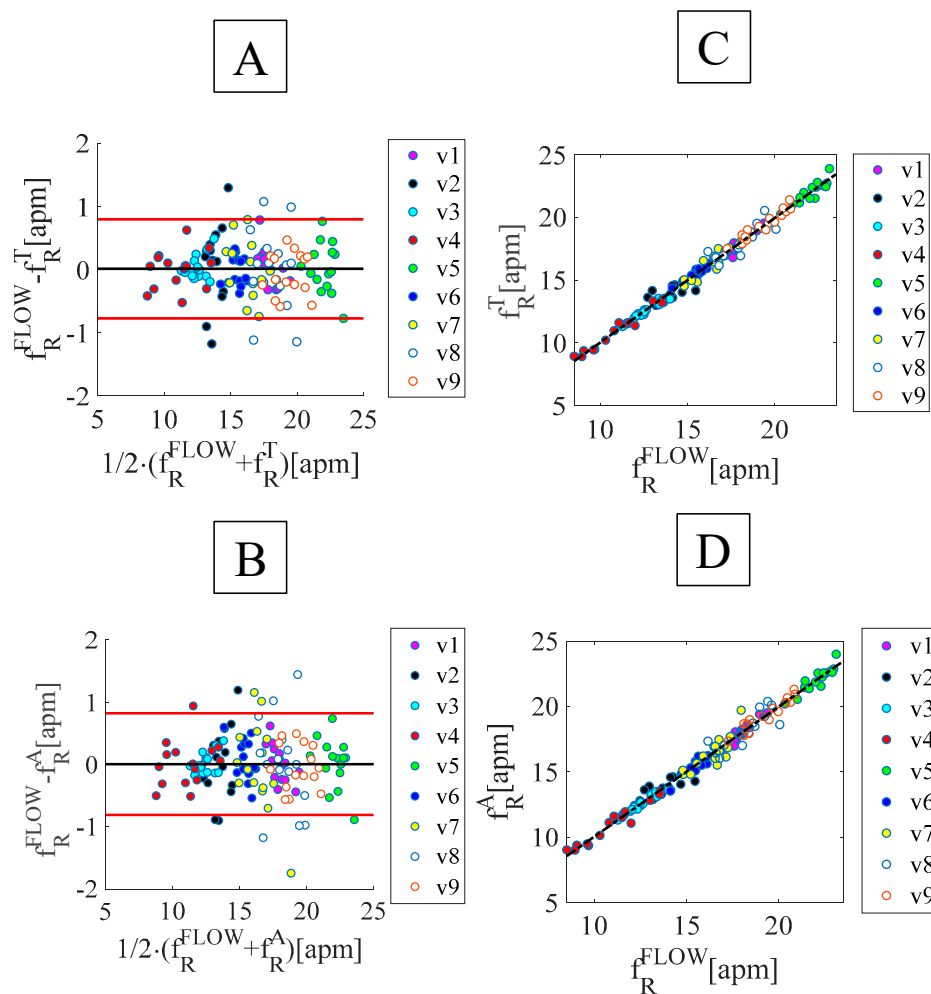 A
f_R^FLOW-f_R^T[apm]
2
1
0
-1
-2
5 10 15 20 25
1/2·(f_R^FLOW+f_R^T)[apm]
v1
v2
v3
v4
v5
v6
v7
v8
v9
C
f_R^T[apm]
25
20
15
10
5
10 15 20
f_R^FLOW[apm]
v1
v2
v3
v4
v5
v6
v7
v8
v9
B
f_R^FLOW-f_R^A[apm]
2
1
0
-1
-2
5 10 15 20 25
1/2·(f_R^FLOW+f_R^A)[apm]
v1
v2
v3
v4
v5
v6
v7
v8
v9
D
f_R^A[apm]
25
20
15
10
5
10 15 20
f_R^FLOW[apm]
v1
v2
v3
v4
v5
v6
v7
v8
v9